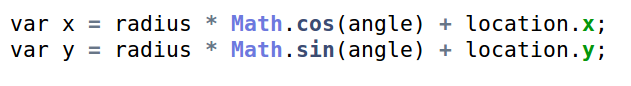 var x = radius * Math.cos(angle) + location.x;
var y = radius * Math.sin(angle) + location.y;